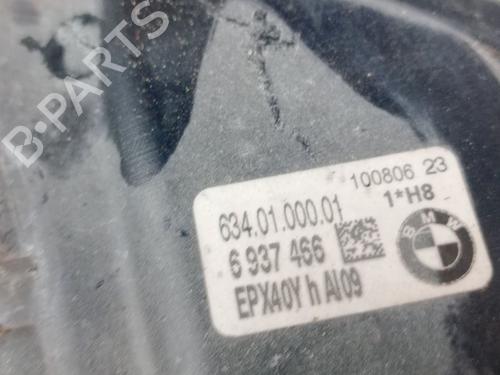 B-PARTS
100806 23
634.01.000.01
1*H8
6 937 466
BMW
EPX40Y h AI09